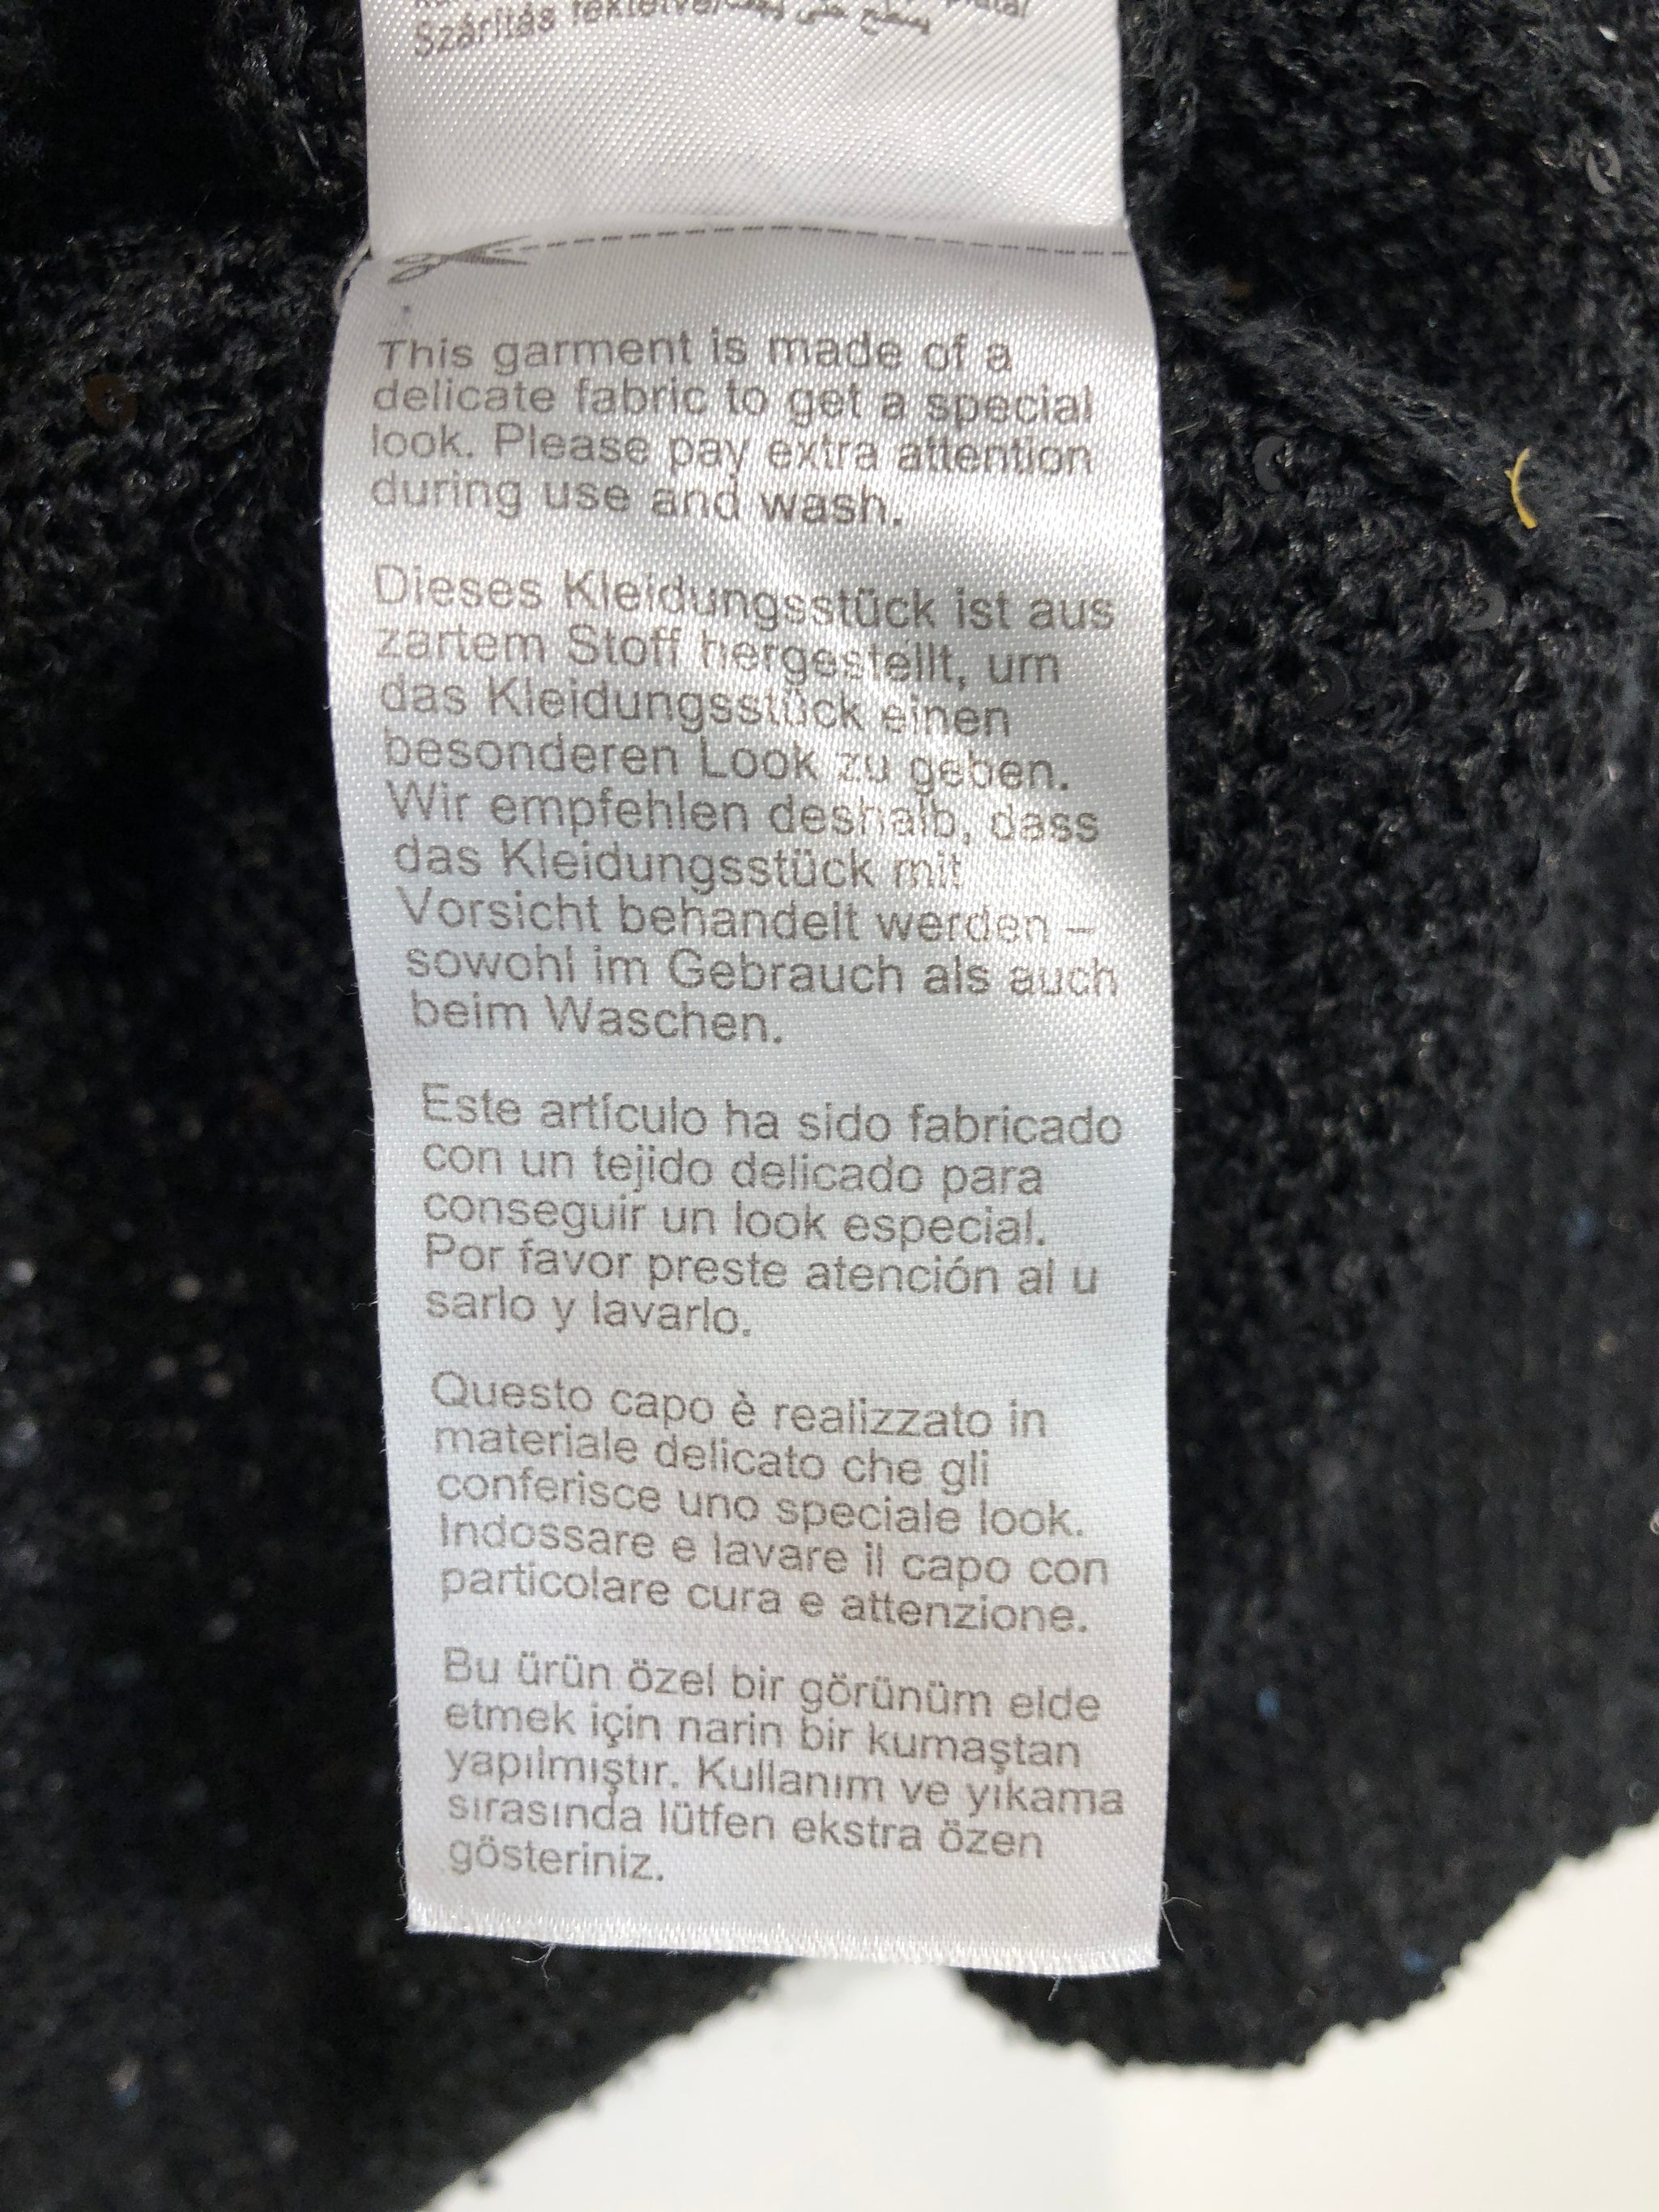 Szárítás fektetve/
This garment is made of a
delicate fabric to get a special
look. Please pay extra attention
during use and wash.
Dieses Kleidungsstück ist aus
zartem Stoff hergestellt, um
das Kleidungsstück einen
besonderen Look zu geben.
Wir empfehlen deshalb, dass
das Kleidungsstück mit
Vorsicht behandelt werden –
sowohl im Gebrauch als auch
beim Waschen.
Este artículo ha sido fabricado
con un tejido delicado para
conseguir un look especial.
Por favor preste atención al u
sarlo y lavarlo.
Questo capo è realizzato in
materiale delicato che gli
conferisce uno speciale look.
Indossare e lavare il capo con
particolare cura e attenzione.
Bu ürün özel bir görünüm elde
etmek için narin bir kumaştan
yapılmıştır. Kullanım ve yıkama
sırasında lütfen ekstra özen
gösteriniz.